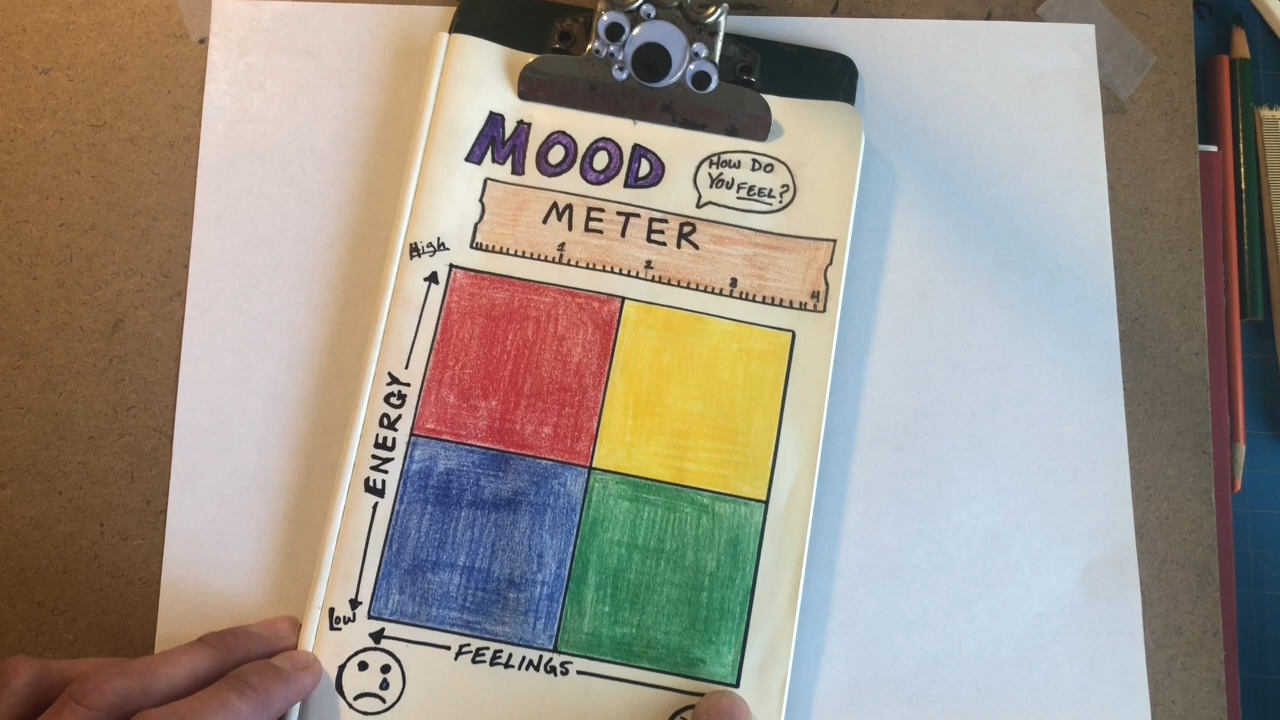 MOOD
HOW DO
YOU FEEL?
METER
1 2 3 4
High
ENERGY
Low
FEELINGS